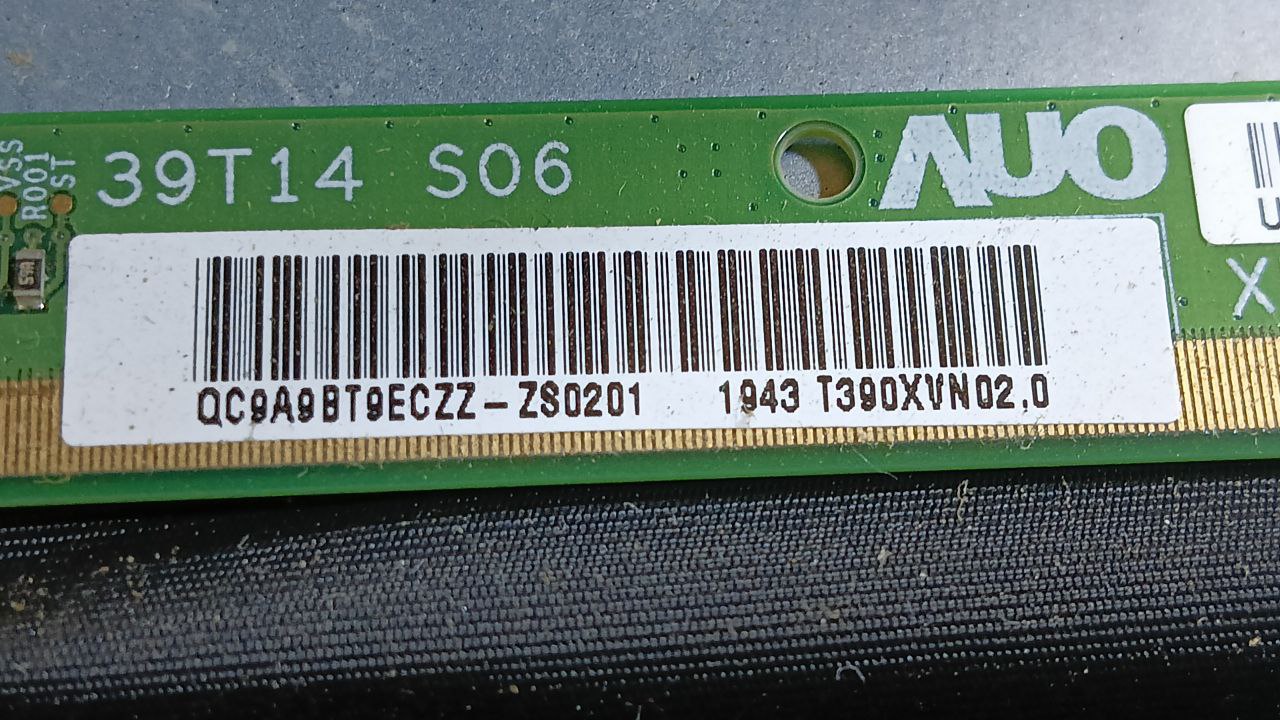 VSS
R001
ST
39T14 S06
AUO
QC9A9BT9ECZZ-ZS0201 1943 T390XVN02.0
U
X